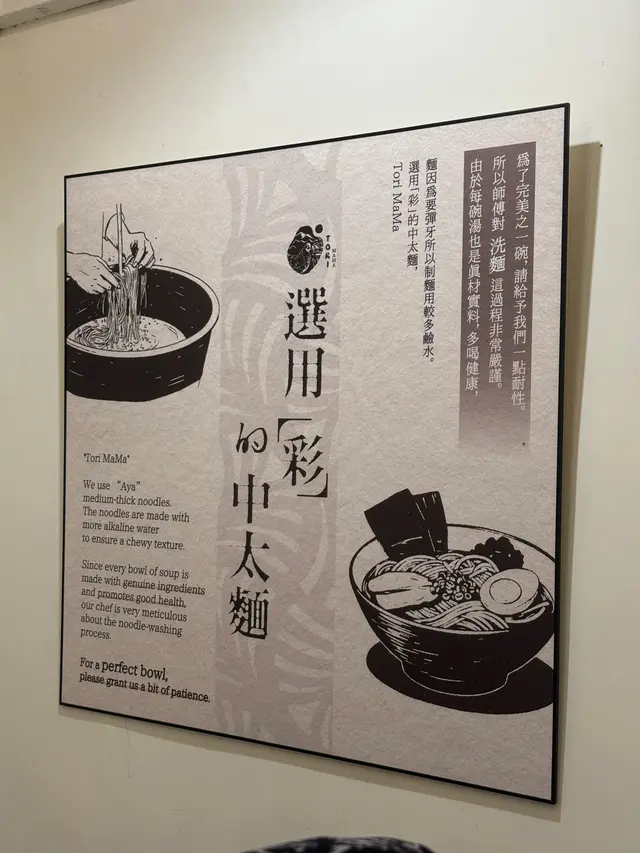 TOKI
MAMA
選用「彩」
的中太麵
Tori MaMa
選用「彩」的中太麵，
麵因爲要彈牙所以制麵用較多鹼水。
由於每碗湯也是眞材實料，多喝健康，
所以師傅對 洗麵 這過程非常嚴謹。
爲了完美之一碗，請給予我們一點耐性。
"Tori MaMa"
We use “Aya”
medium-thick noodles.
The noodles are made with
more alkaline water
to ensure a chewy texture.
Since every bowl of soup is
made with genuine ingredients
and promotes good health,
our chef is very meticulous
about the noodle-washing
process.
For a perfect bowl,
please grant us a bit of patience.